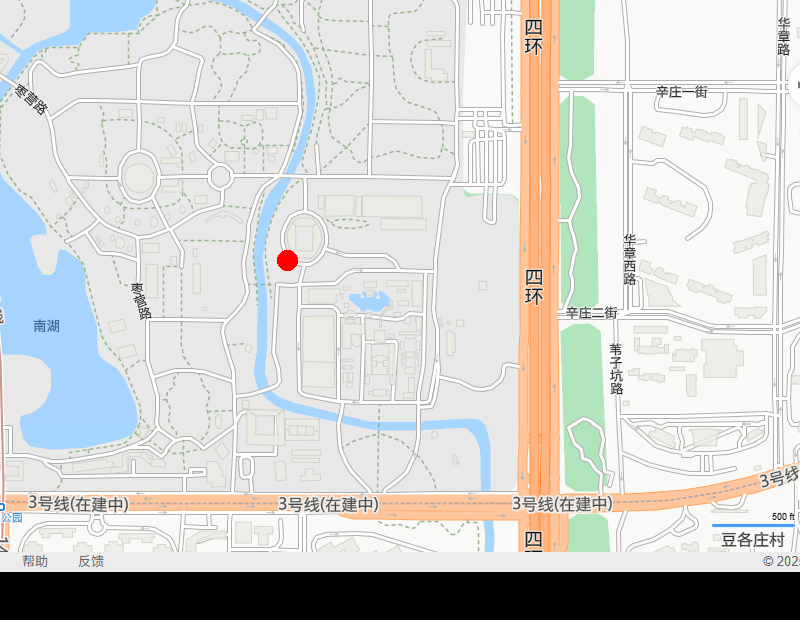 四环
华章路
枣营路
辛庄一街
华章西路
枣营路
四环
辛庄二街
南湖
苇子坑路
3号线(在建中)
3号线(在建中)
3号线(在建中)
3号线
公园
500 ft
四环
豆各庄村
帮助
反馈
© 202